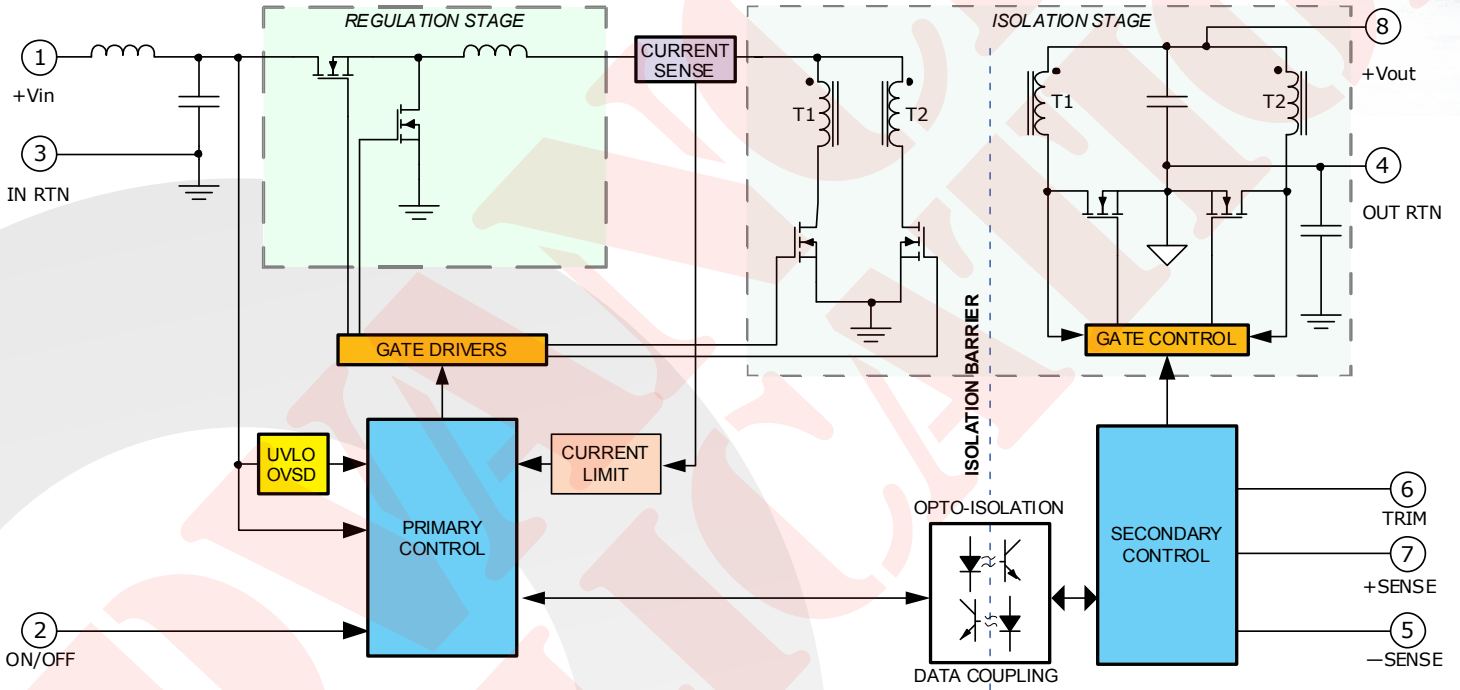 REGULATION STAGE
ISOLATION STAGE
1
+Vin
CURRENT
SENSE
8
+Vout
T1
T2
T1
T2
3
IN RTN
4
OUT RTN
GATE DRIVERS
GATE CONTROL
ISOLATION BARRIER
UVLO
OVSD
PRIMARY
CONTROL
CURRENT
LIMIT
OPTO-ISOLATION
DATA COUPLING
SECONDARY
CONTROL
6
TRIM
7
+SENSE
5
—SENSE
2
ON/OFF